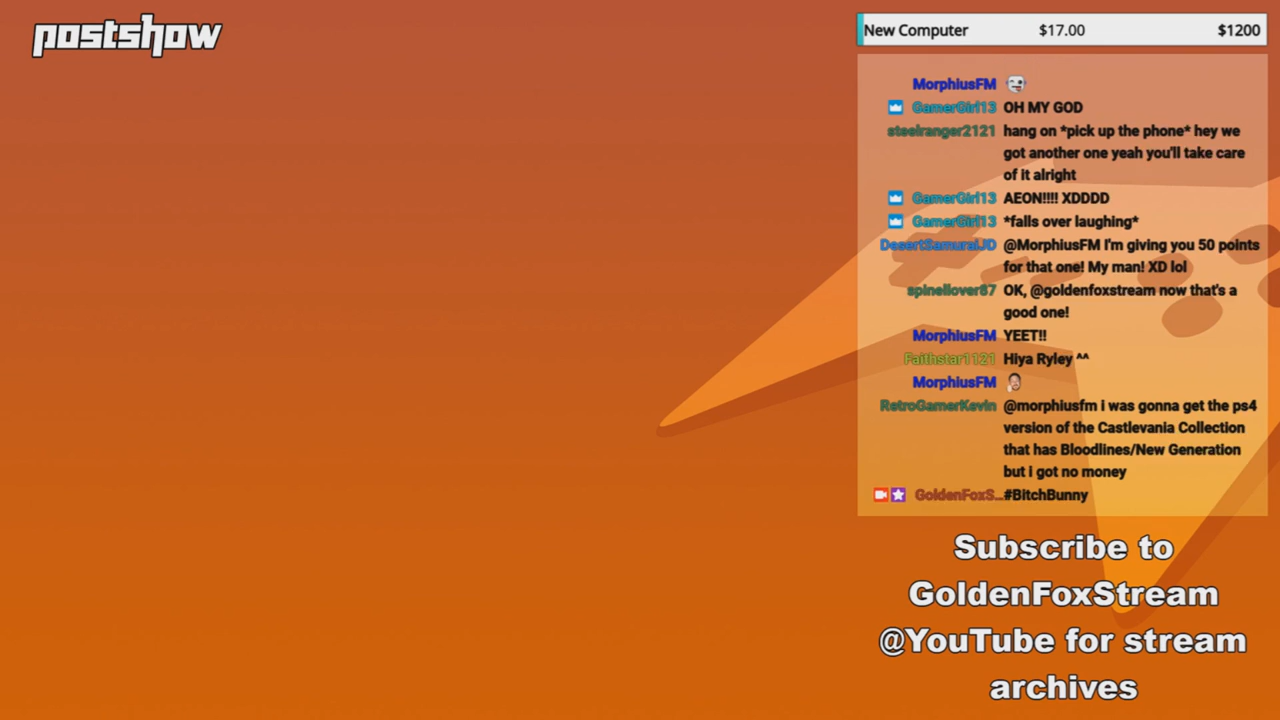 postshow
New Computer $17.00 $1200
MorphiusFM
GamerGirl13 OH MY GOD
steelranger2121 hang on *pick up the phone* hey we
got another one yeah you'll take care
of it alright
GamerGirl13 AEON!!!! XDDDD
GamerGirl13 *falls over laughing*
DesertSamuraiJD @MorphiusFM I'm giving you 50 points
for that one! My man! XD lol
spinellover87 OK, @goldenfoxstream now that's a
good one!
MorphiusFM YEET!!
Faithstar1121 Hiya Ryley ^^
MorphiusFM
RetroGamerKevin @morphiusfm i was gonna get the ps4
version of the Castlevania Collection
that has Bloodlines/New Generation
but i got no money
GoldenFoxS...#BitchBunny
Subscribe to
GoldenFoxStream
@YouTube for stream
archives